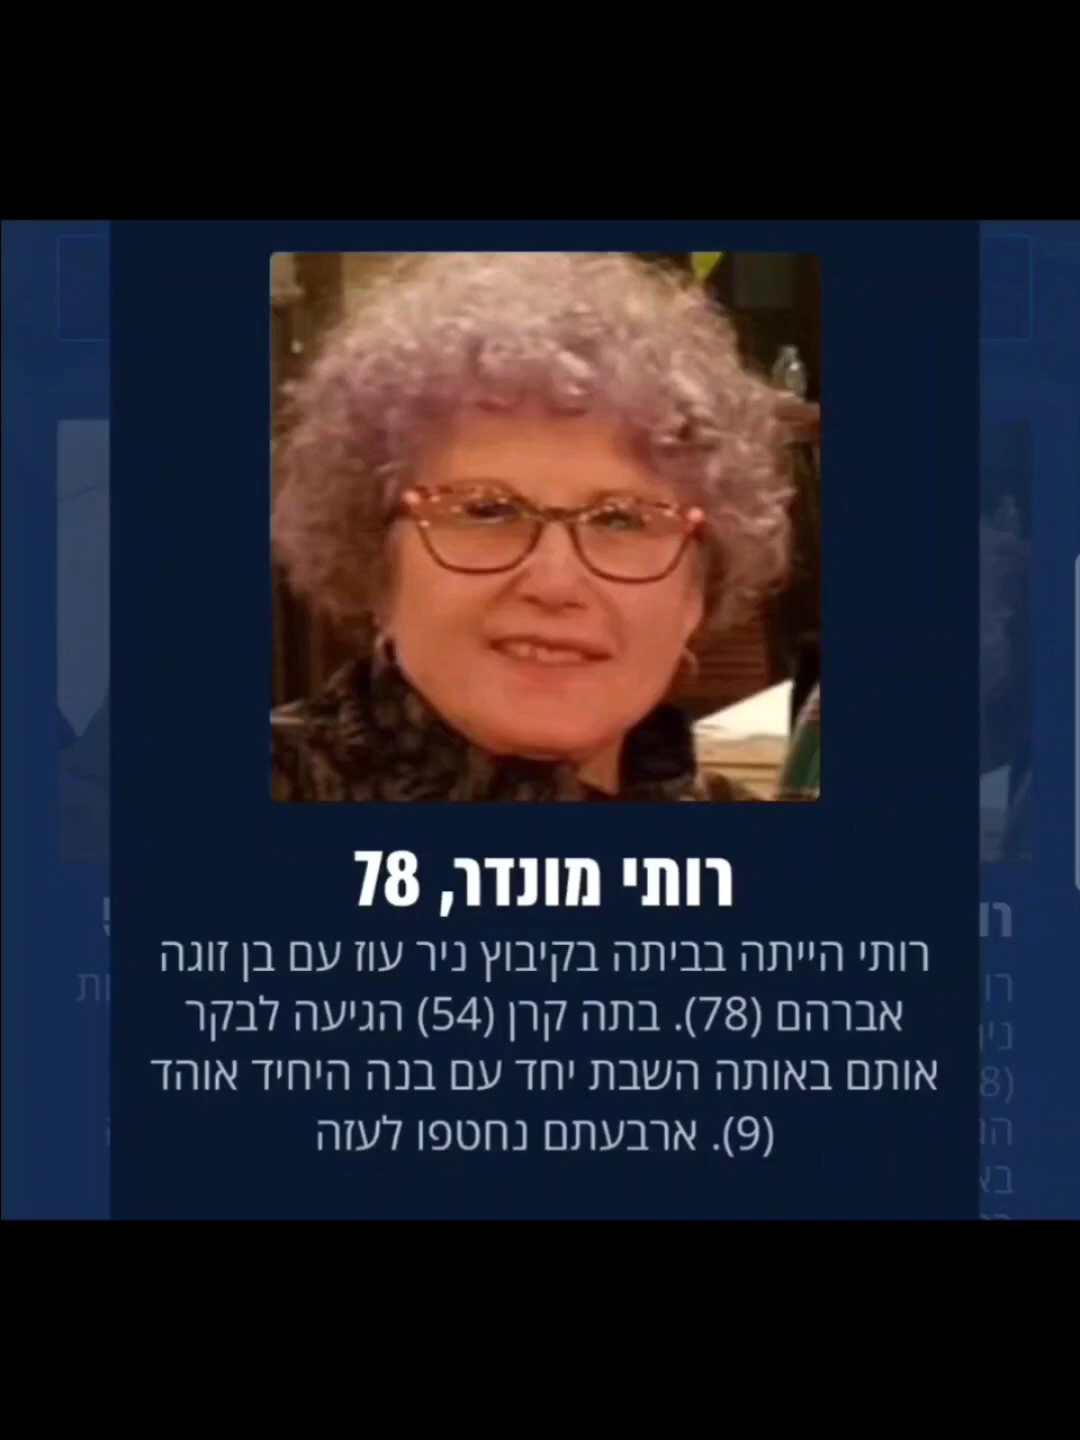 רותי מונדר, 78
רותי הייתה בביתה בקיבוץ ניר עוז עם בן זוגה
אברהם (78). בתה קרן (54) הגיעה לבקר
אותם באותה השבת יחד עם בנה היחיד אוהד
(9). ארבעתם נחטפו לעזה